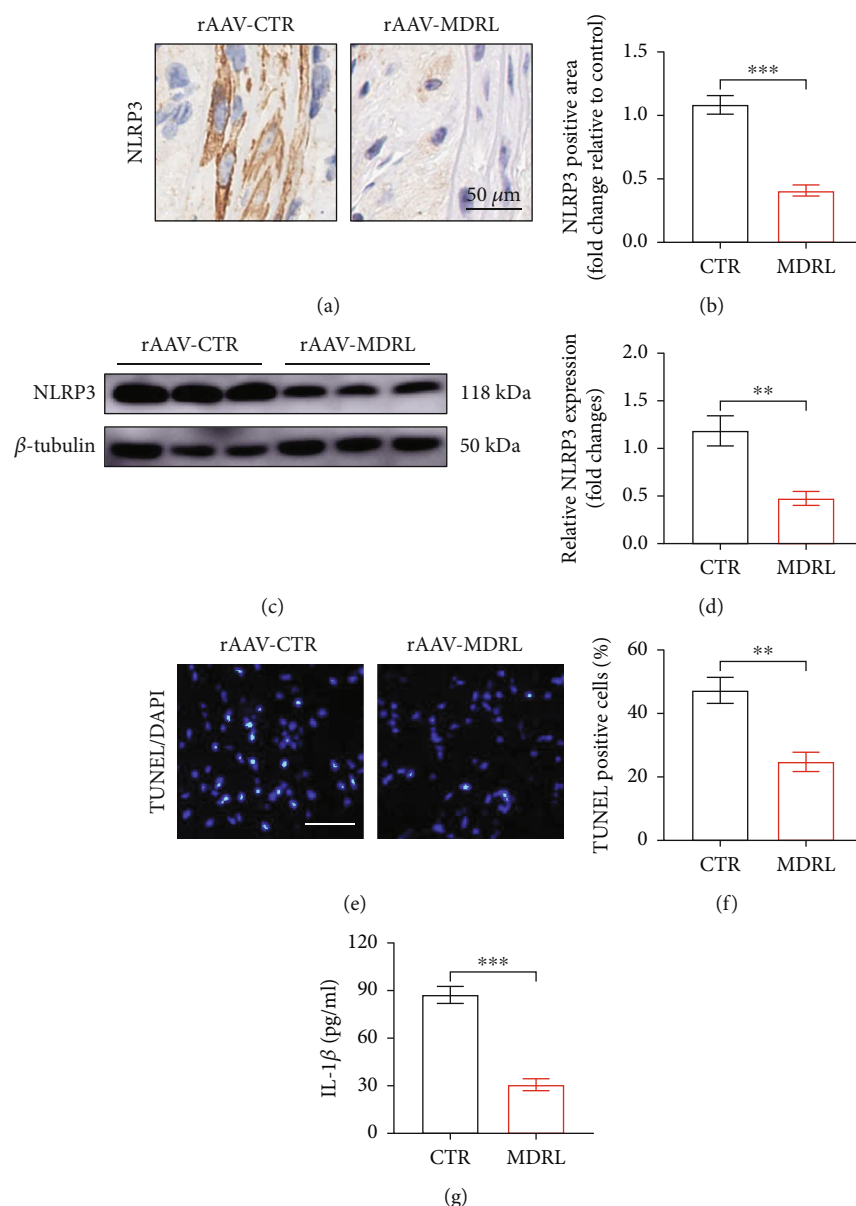 rAAV-CTR rAAV-MDRL
NLRP3
50 μm
NLRP3 positive area
(fold change relative to control)
1.5
1.0
0.5
0.0
***
CTR MDRL
(a)
(b)
rAAV-CTR rAAV-MDRL
NLRP3 118 kDa
β-tubulin 50 kDa
(c)
Relative NLRP3 expression
(fold changes)
2.0
1.5
1.0
0.5
0.0
**
CTR MDRL
(d)
rAAV-CTR rAAV-MDRL
TUNEL/DAPI
(e)
TUNEL positive cells (%)
60
40
20
0
**
CTR MDRL
(f)
IL-1β (pg/ml)
120
90
60
30
0
***
CTR MDRL
(g)